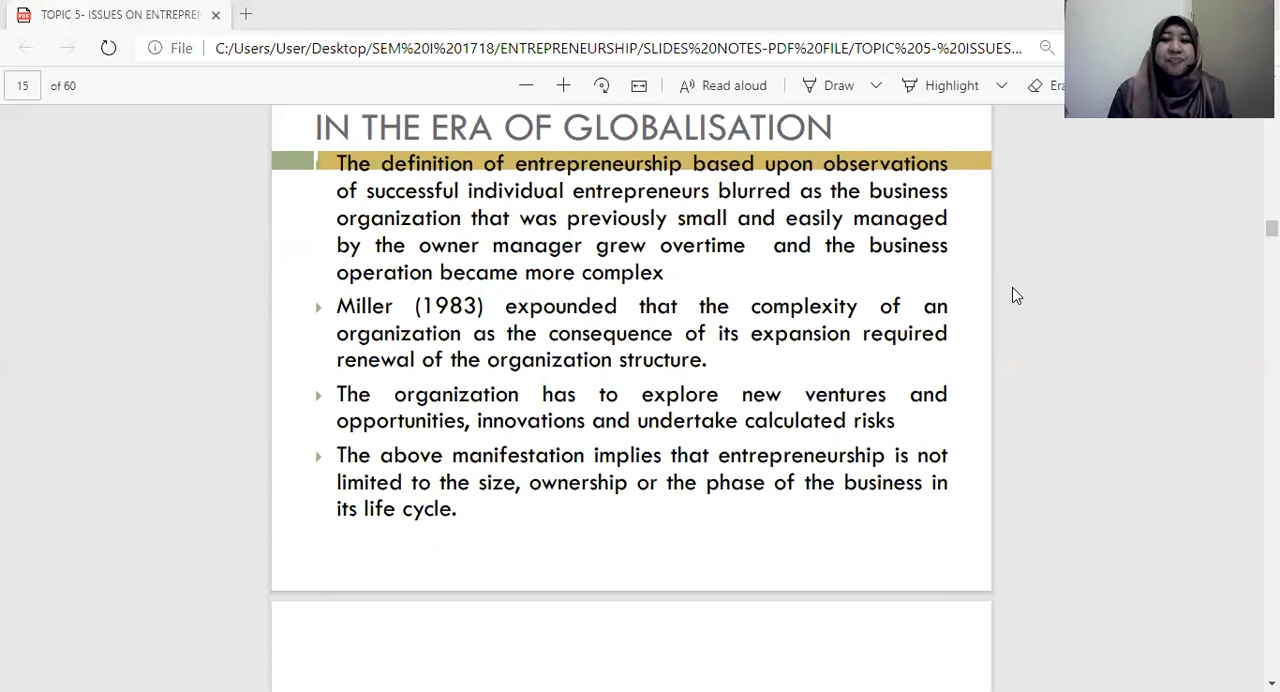 TOPIC 5- ISSUES ON ENTREPREN
File
C:/Users/User/Desktop/SEM%20I%201718/ENTREPRENEURSHIP/SLIDES%20NOTES-PDF%20FILE/TOPIC%205-%20ISSUES...
15 of 60
Read aloud
Draw
Highlight
Era
IN THE ERA OF GLOBALISATION
The definition of entrepreneurship based upon observations
of successful individual entrepreneurs blurred as the business
organization that was previously small and easily managed
by the owner manager grew overtime and the business
operation became more complex
Miller (1983) expounded that the complexity of an
organization as the consequence of its expansion required
renewal of the organization structure.
The organization has to explore new ventures and
opportunities, innovations and undertake calculated risks
The above manifestation implies that entrepreneurship is not
limited to the size, ownership or the phase of the business in
its life cycle.